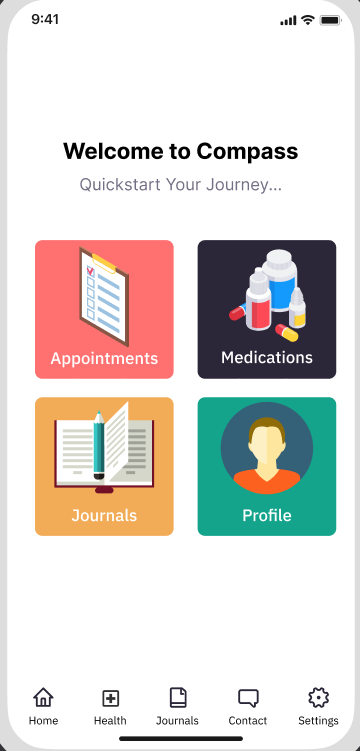 9:41
Welcome to Compass
Quickstart Your Journey...
Appointments
Medications
Journals
Profile
Home
Health
Journals
Contact
Settings